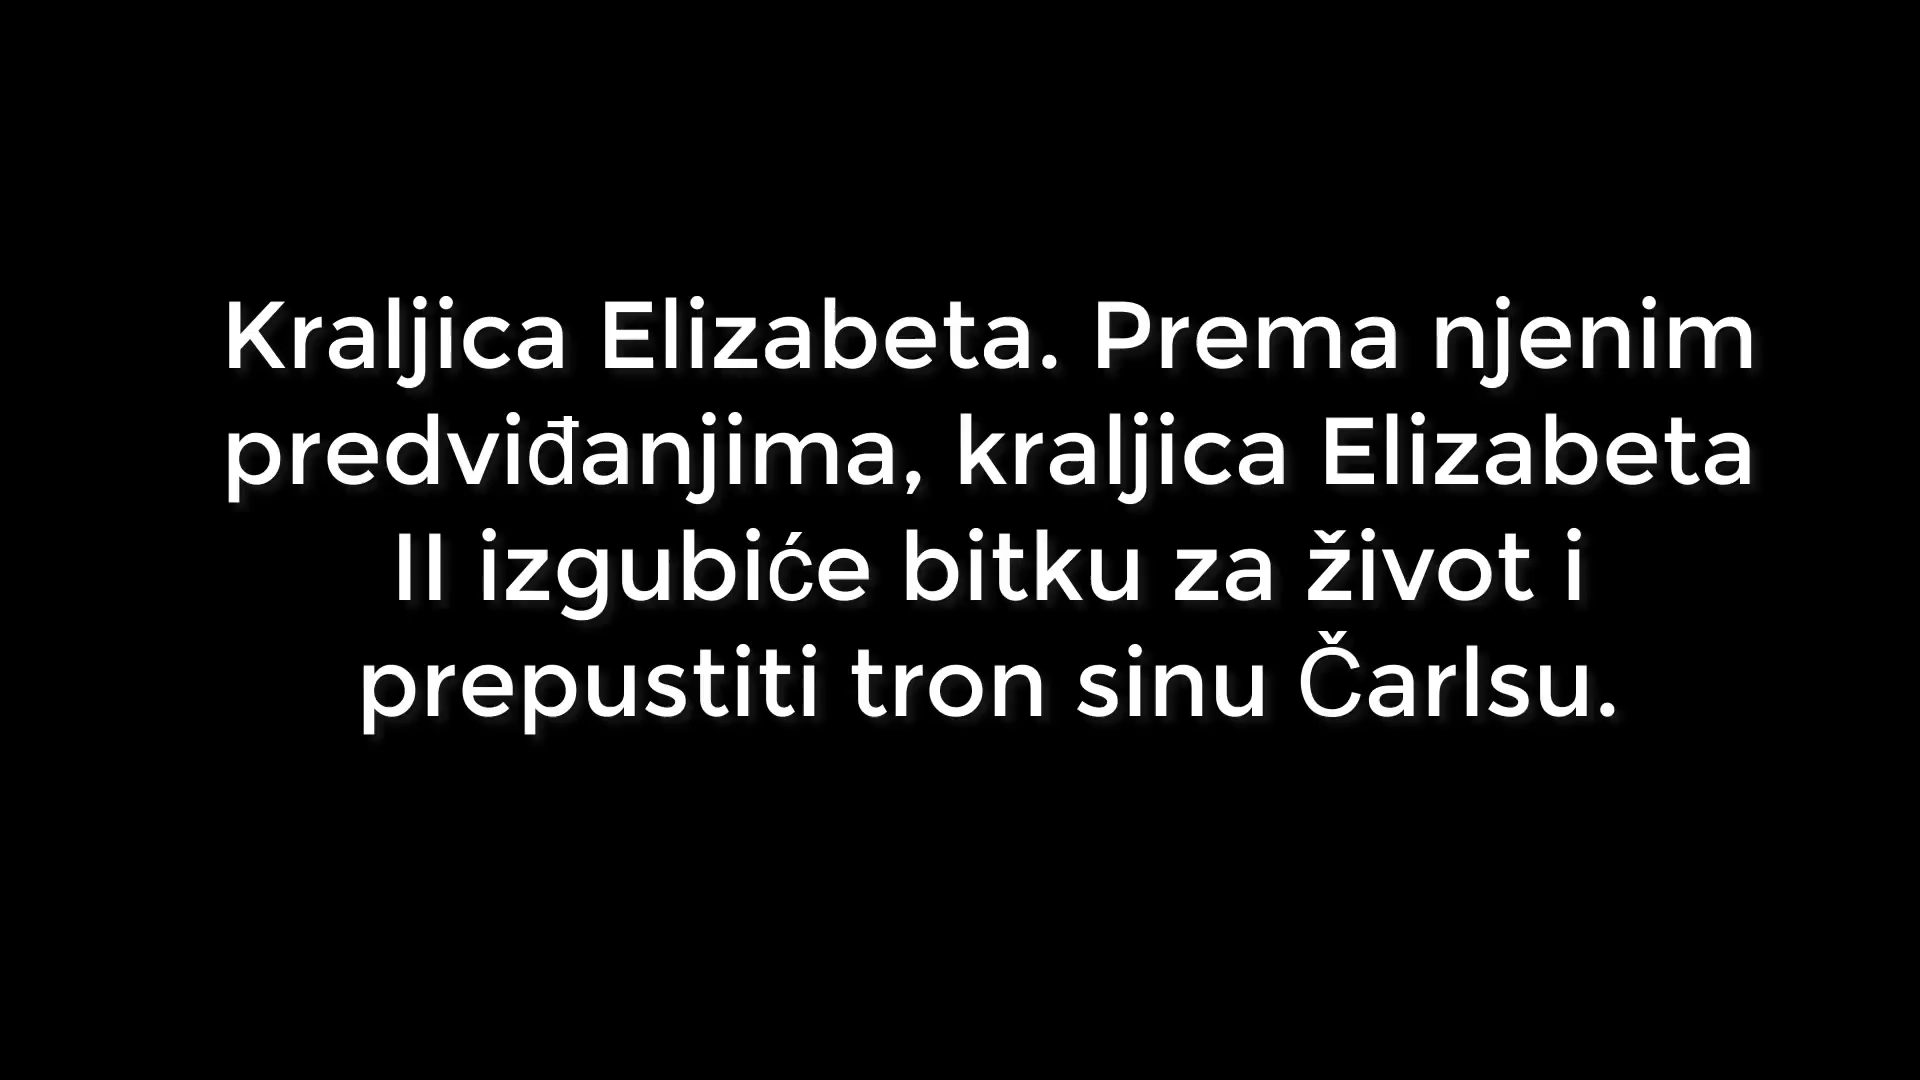 Kraljica Elizabeta. Prema njenim
predviđanjima, kraljica Elizabeta
II izgubiće bitku za život i
prepustiti tron sinu Čarlsu.